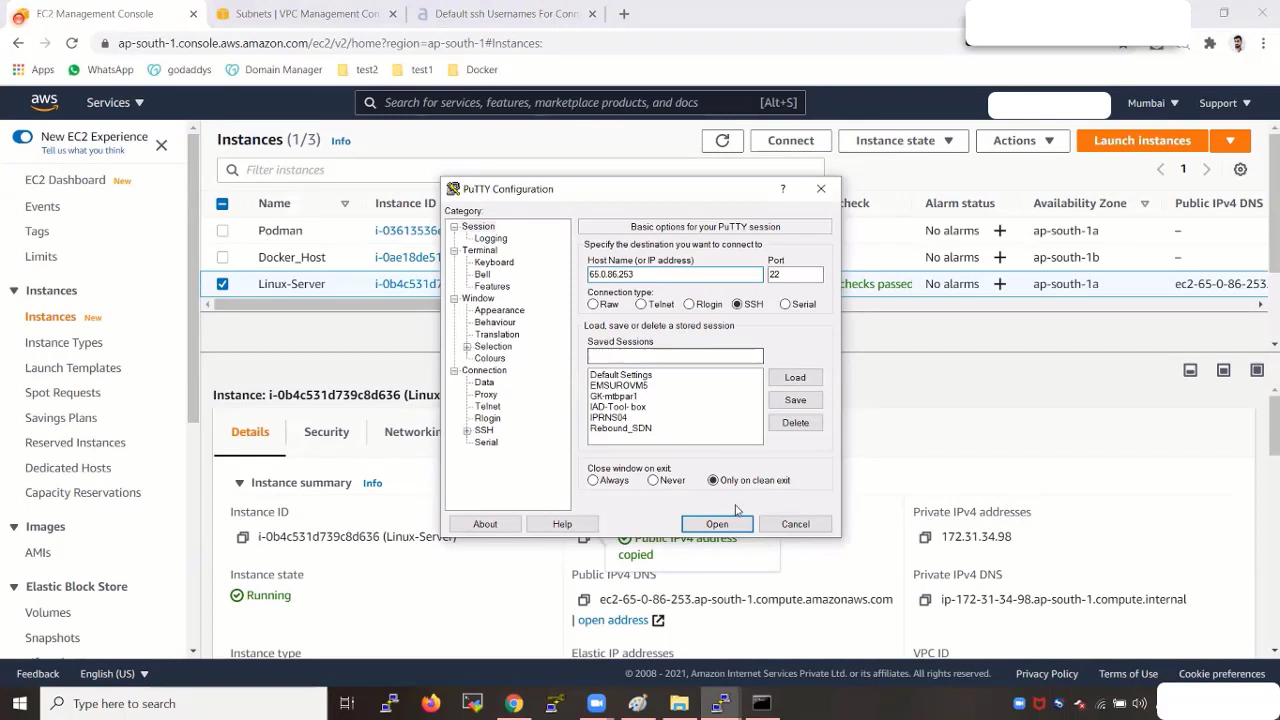 EC2 Management Console
Subnets | VPC Management Con
Default ssh Usernames For Conn
ap-south-1.console.aws.amazon.com/ec2/v2/home?region=ap-south-1#Instances:
Apps
WhatsApp
godaddys
Domain Manager
test2
test1
Docker
aws
Services
Search for services, features, marketplace products, and docs
[Alt+S]
Mumbai
Support
New EC2 Experience
Tell us what you think
EC2 Dashboard New
Events
Tags
Limits
Instances
Instances New
Instance Types
Launch Templates
Spot Requests
Savings Plans
Reserved Instances
Dedicated Hosts
Capacity Reservations
Images
AMIs
Elastic Block Store
Volumes
Snapshots
Instances (1/3) Info
Connect
Instance state
Actions
Launch instances
Filter instances
1
Name
Instance ID
check
Alarm status
Availability Zone
Public IPv4 DNS
Podman
i-03613536
No alarms
ap-south-1a
–
Docker_Host
i-0ae18de51
No alarms
ap-south-1b
–
Linux-Server
i-0b4c531d
checks passed
No alarms
ap-south-1a
ec2-65-0-86-253.
PuTTY Configuration
?
Category:
Session
Logging
Terminal
Keyboard
Bell
Features
Window
Appearance
Behaviour
Translation
Selection
Colours
Connection
Data
Proxy
Telnet
Rlogin
SSH
Serial
Basic options for your PuTTY session
Specify the destination you want to connect to
Host Name (or IP address)
Port
65.0.86.253
22
Connection type:
Raw
Telnet
Rlogin
SSH
Serial
Load, save or delete a stored session
Saved Sessions
Default Settings
EMSUROVM5
GK-mtbpar1
IAD-Tool- box
IPRNS04
Rebound_SDN
Load
Save
Delete
Close window on exit:
Always
Never
Only on clean exit
About
Help
Open
Cancel
Instance: i-0b4c531d739c8d636 (Linux
Details
Security
Networkin
Instance summary Info
Instance ID
i-0b4c531d739c8d636 (Linux-Server)
Public IPv4 address
copied
Private IPv4 addresses
172.31.34.98
Instance state
Running
Public IPv4 DNS
ec2-65-0-86-253.ap-south-1.compute.amazonaws.com
| open address
Private IPv4 DNS
ip-172-31-34-98.ap-south-1.compute.internal
Instance type
Elastic IP addresses
VPC ID
Feedback
English (US)
© 2008 - 2021, Amazon Internet Services Private Ltd. or its affiliates. All rights reserved.
Privacy Policy
Terms of Use
Cookie preferences
Type here to search